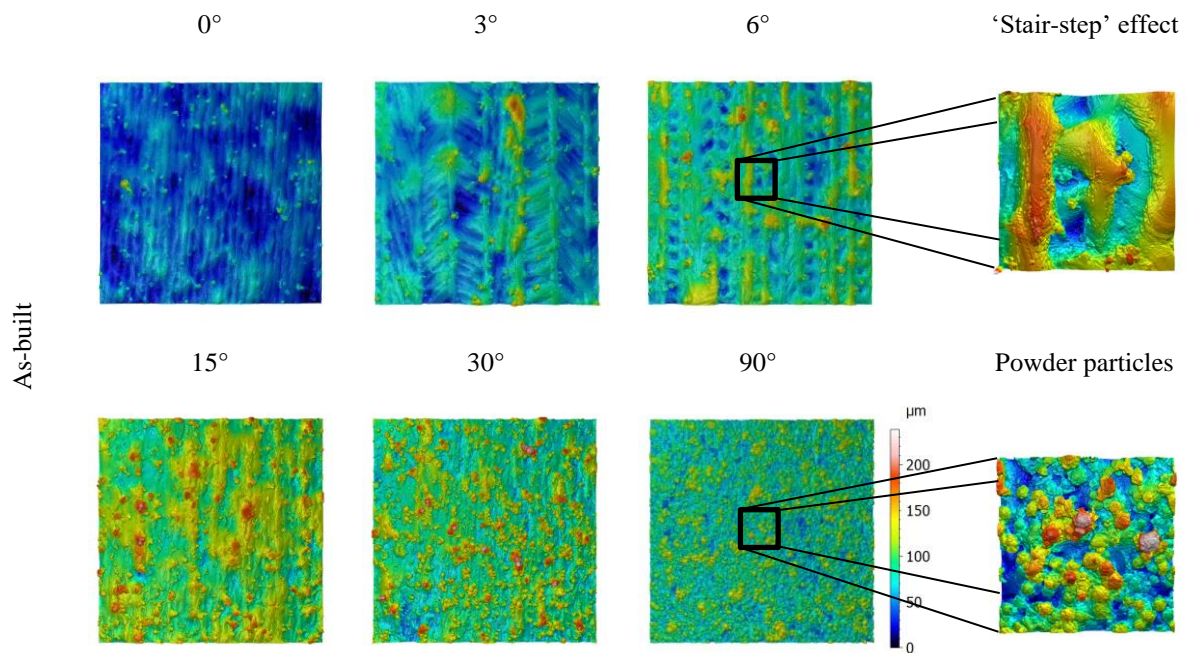 0°
3°
6°
‘Stair-step’ effect
As-built
15°
30°
90°
Powder particles
µm
200
150
100
50
0